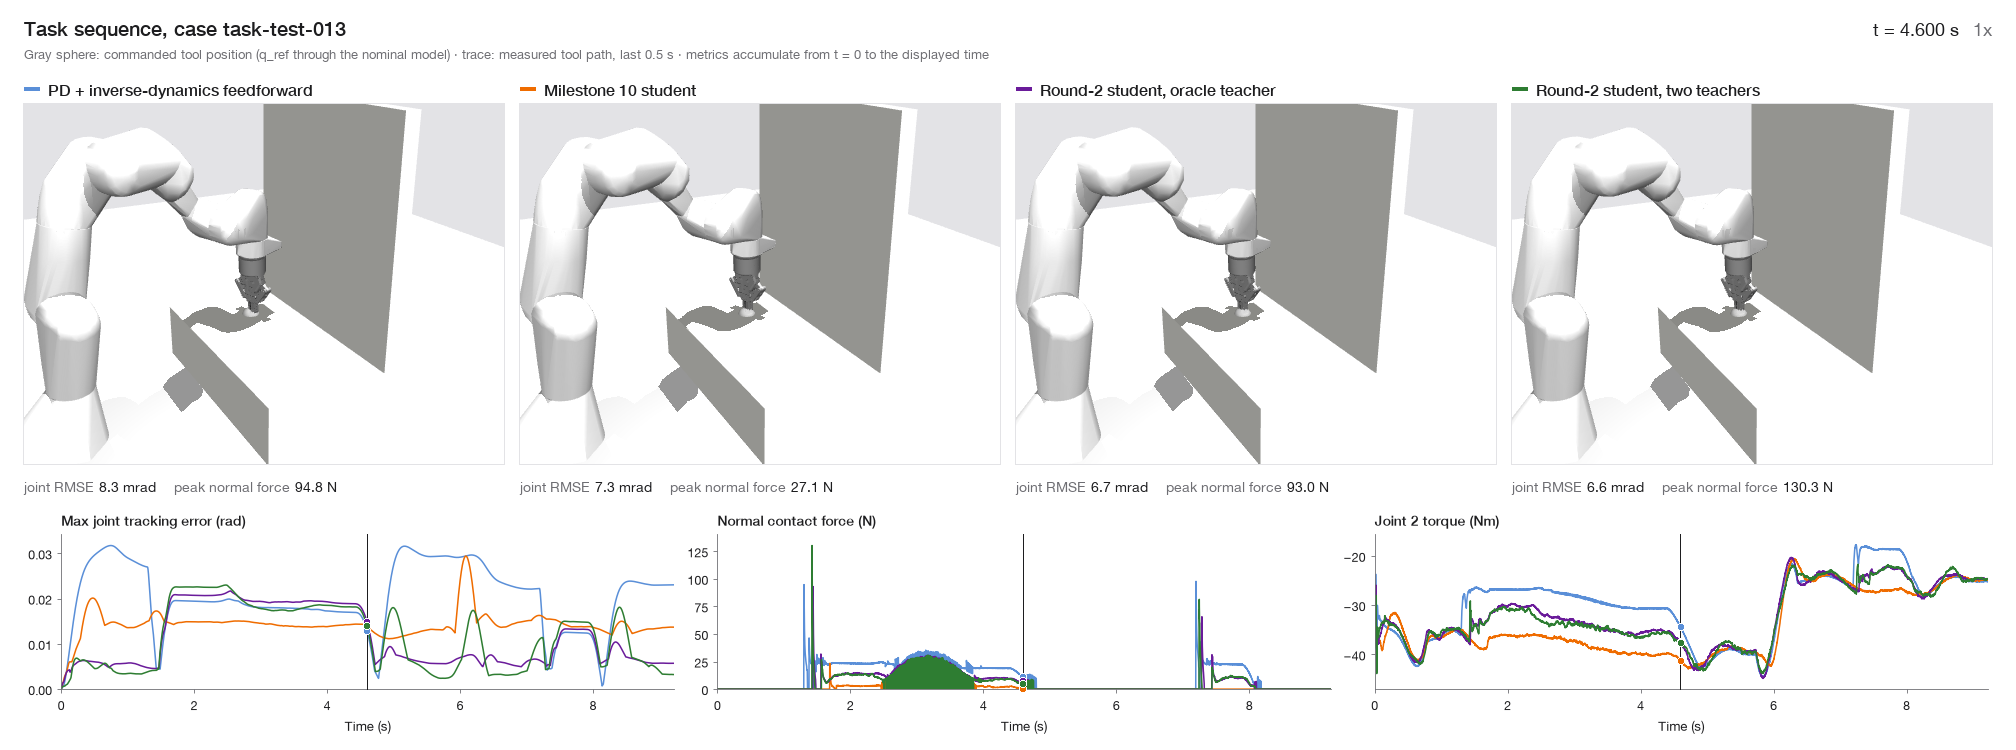 Task sequence, case task-test-013
t = 4.600 s 1x
Gray sphere: commanded tool position (q_ref through the nominal model) · trace: measured tool path, last 0.5 s · metrics accumulate from t = 0 to the displayed time
PD + inverse-dynamics feedforward
Milestone 10 student
Round-2 student, oracle teacher
Round-2 student, two teachers
joint RMSE 8.3 mrad peak normal force 94.8 N
joint RMSE 7.3 mrad peak normal force 27.1 N
joint RMSE 6.7 mrad peak normal force 93.0 N
joint RMSE 6.6 mrad peak normal force 130.3 N
Max joint tracking error (rad)
0.03
0.02
0.01
0.00
0 2 4 6 8
Time (s)
Normal contact force (N)
125
100
75
50
25
0
0 2 4 6 8
Time (s)
Joint 2 torque (Nm)
−20
−30
−40
0 2 4 6 8
Time (s)